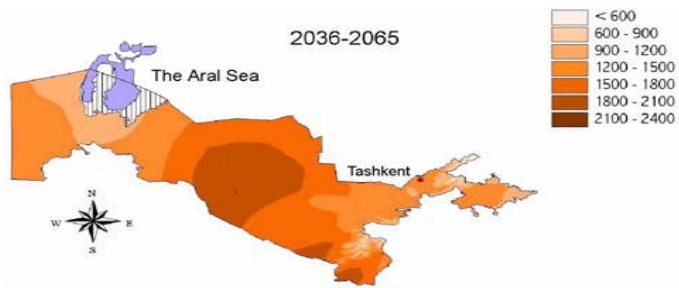 2036-2065
The Aral Sea
Tashkent
< 600
600 - 900
900 - 1200
1200 - 1500
1500 - 1800
1800 - 2100
2100 - 2400
N
W E
S